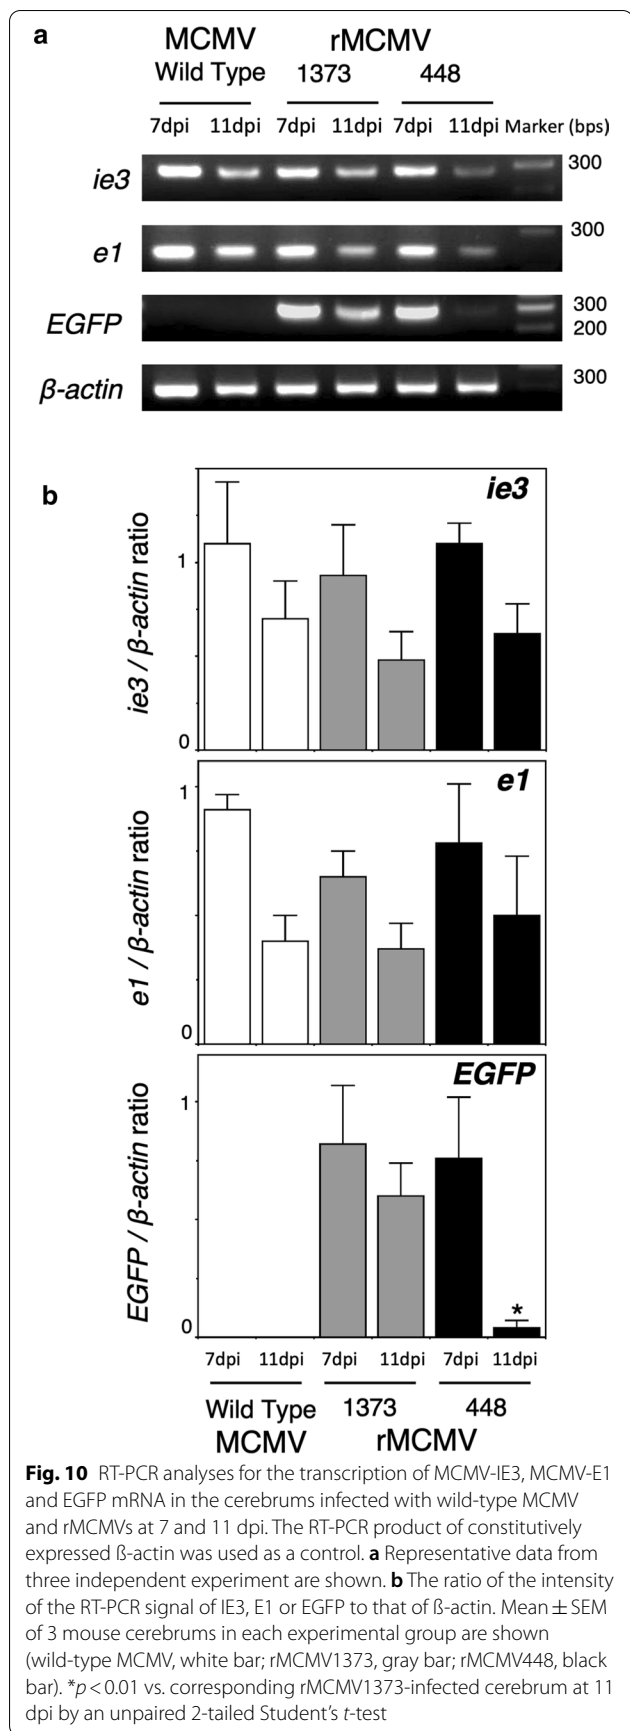 a
MCMV rMCMV
Wild Type 1373 448
7dpi 11dpi 7dpi 11dpi 7dpi 11dpi Marker (bps)
ie3 300
e1 300
EGFP 300
200
β-actin 300
b
ie3
ie3 / β-actin ratio
1
0
e1
e1 / β-actin ratio
1
0
EGFP
EGFP / β-actin ratio
1
*
0
7dpi 11dpi 7dpi 11dpi 7dpi 11dpi
Wild Type 1373 448
MCMV rMCMV
Fig. 10 RT-PCR analyses for the transcription of MCMV-IE3, MCMV-E1
and EGFP mRNA in the cerebrums infected with wild-type MCMV
and rMCMVs at 7 and 11 dpi. The RT-PCR product of constitutively
expressed ß-actin was used as a control. a Representative data from
three independent experiment are shown. b The ratio of the intensity
of the RT-PCR signal of IE3, E1 or EGFP to that of ß-actin. Mean ± SEM
of 3 mouse cerebrums in each experimental group are shown
(wild-type MCMV, white bar; rMCMV1373, gray bar; rMCMV448, black
bar). *p < 0.01 vs. corresponding rMCMV1373-infected cerebrum at 11
dpi by an unpaired 2-tailed Student's t-test